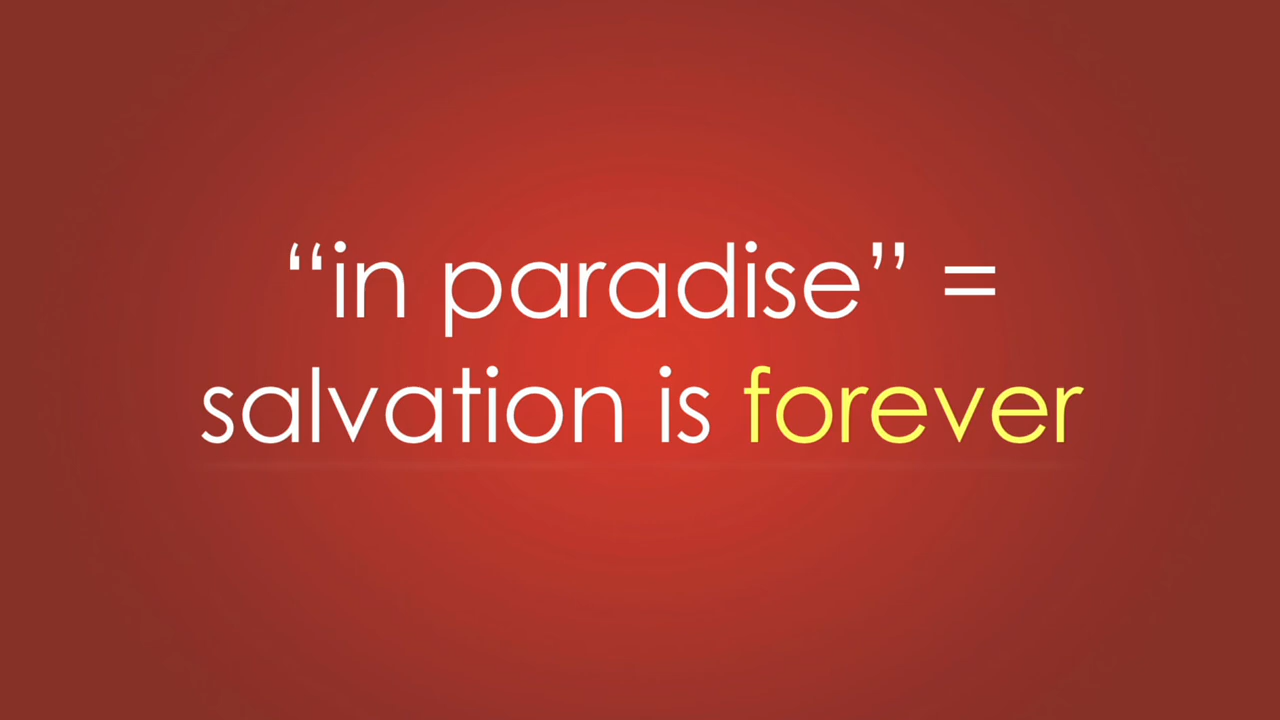 “in paradise” =
salvation is forever